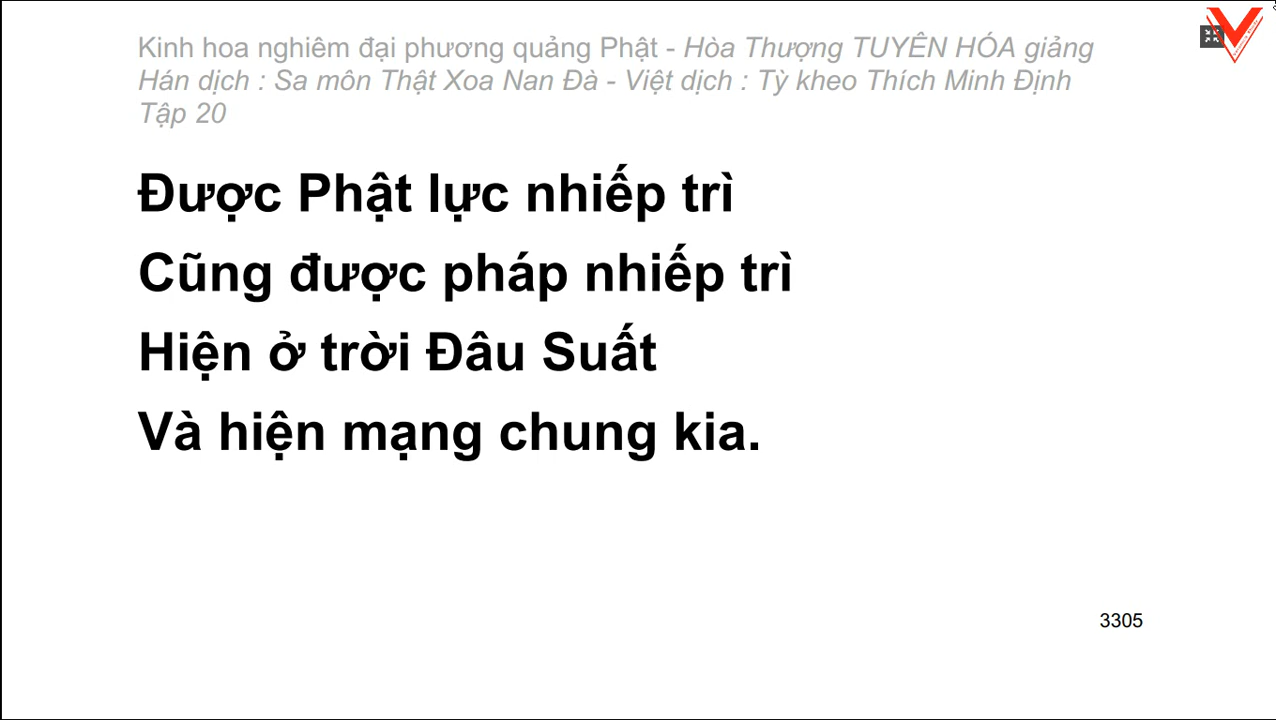 Kinh hoa nghiêm đại phương quảng Phật - Hòa Thượng TUYÊN HÓA giảng
Hán dịch : Sa môn Thật Xoa Nan Đà - Việt dịch : Tỳ kheo Thích Minh Định
Tập 20
Được Phật lực nhiếp trì
Cũng được pháp nhiếp trì
Hiện ở trời Đâu Suất
Và hiện mạng chung kia.
3305